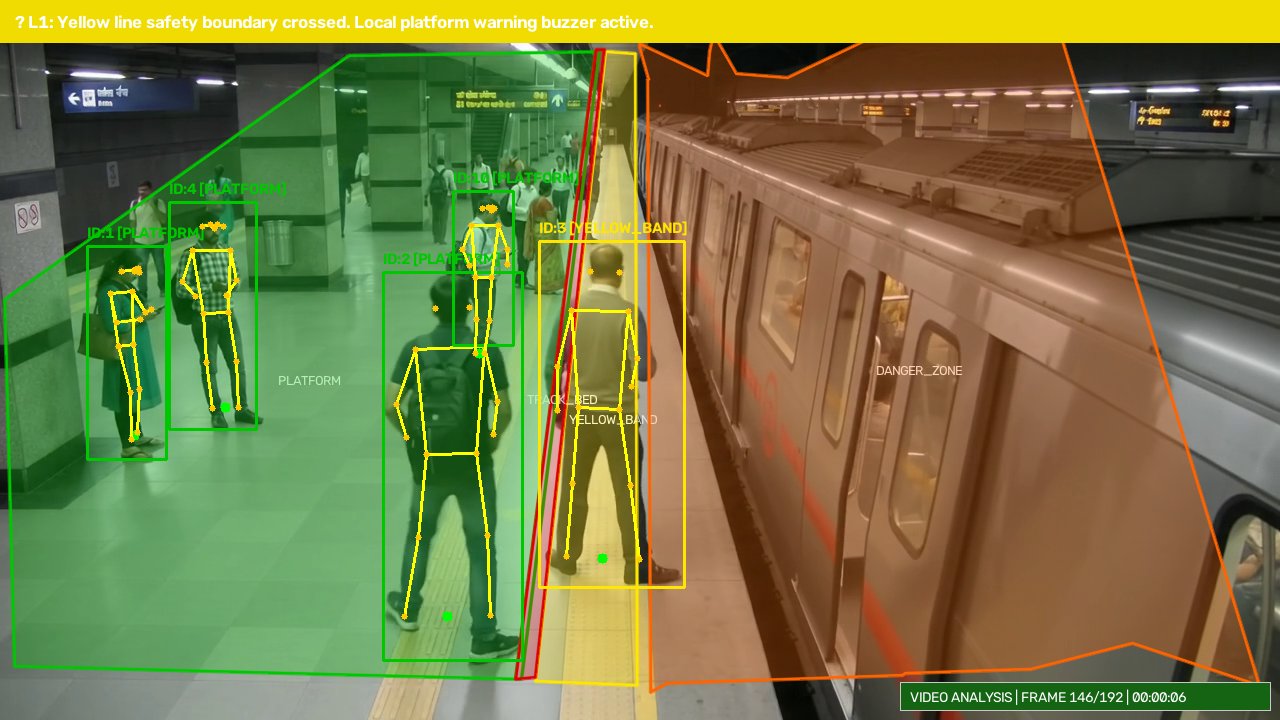 ? L1: Yellow line safety boundary crossed. Local platform warning buzzer active.
ID:4 [PLATFORM]
ID:10 [PLATFORM]
ID:1 [PLATFORM]
ID:3 [YELLOW_BAND]
ID:2 [PLATFORM]
DANGER_ZONE
PLATFORM
TRACK_BED
YELLOW_BAND
VIDEO ANALYSIS | FRAME 146/192 | 00:00:06